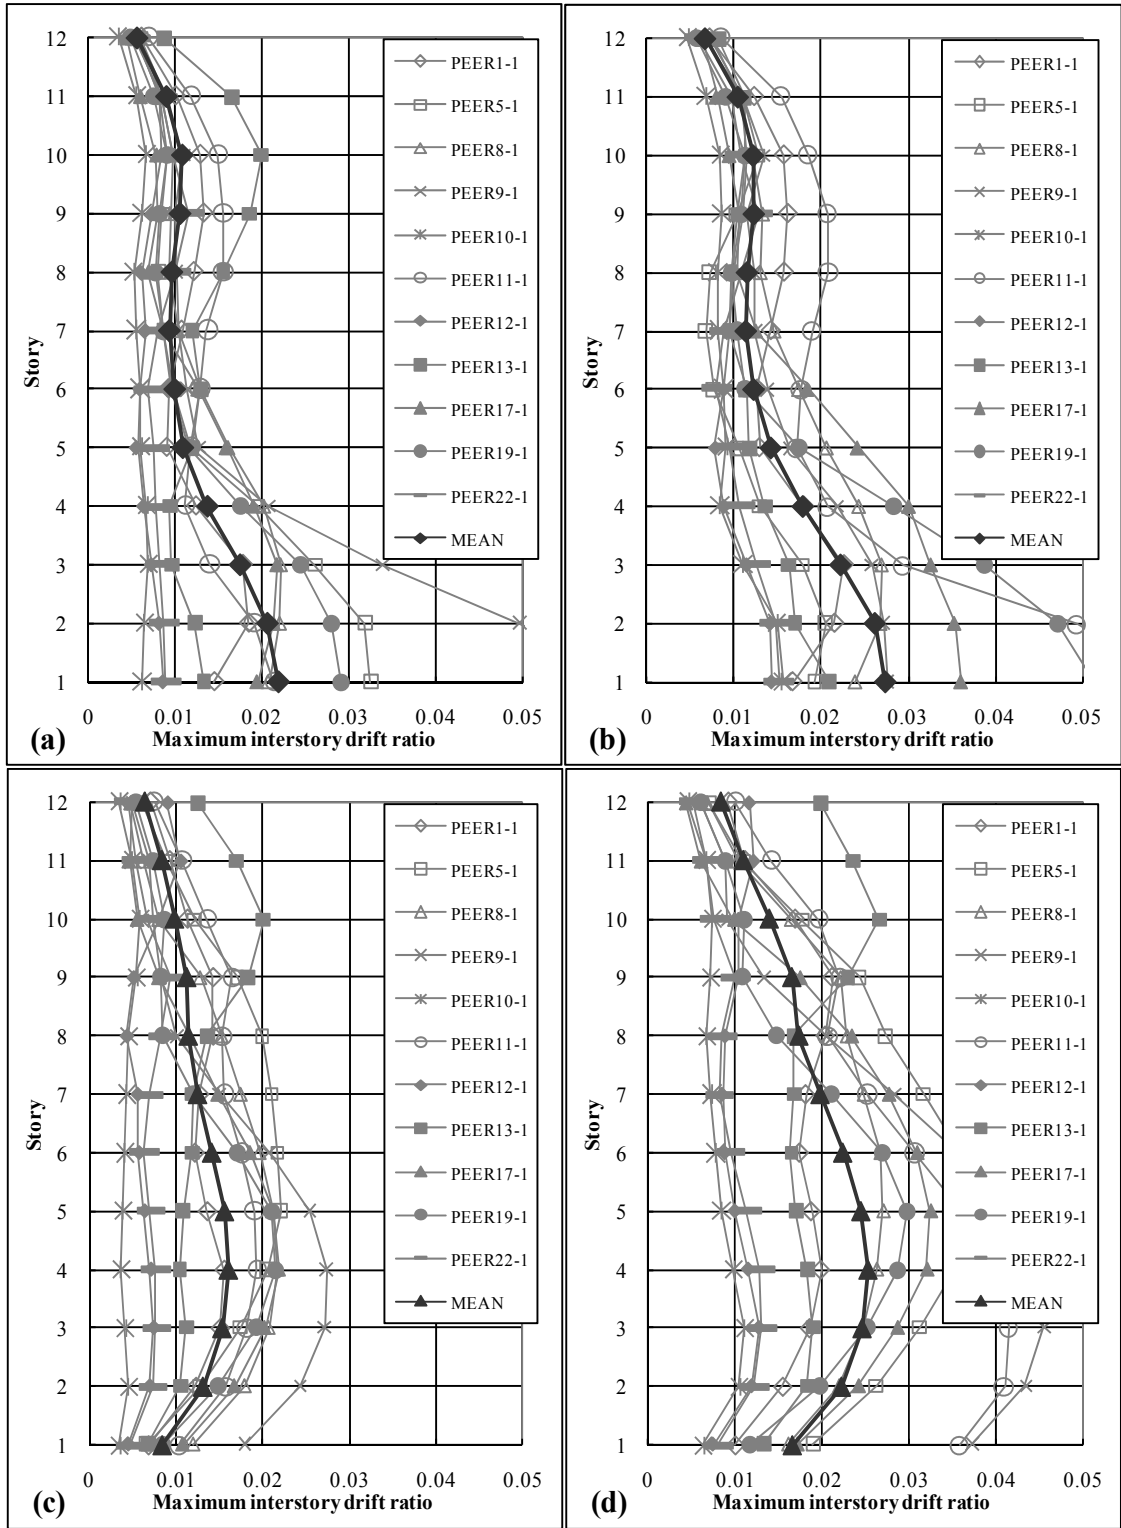 12
11
10
9
8
7
6
5
4
3
2
1
Story
PEER1-1
PEER5-1
PEER8-1
PEER9-1
PEER10-1
PEER11-1
PEER12-1
PEER13-1
PEER17-1
PEER19-1
PEER22-1
MEAN
0 0.01 0.02 0.03 0.04 0.05
(a) Maximum interstory drift ratio
12
11
10
9
8
7
6
5
4
3
2
1
Story
PEER1-1
PEER5-1
PEER8-1
PEER9-1
PEER10-1
PEER11-1
PEER12-1
PEER13-1
PEER17-1
PEER19-1
PEER22-1
MEAN
0 0.01 0.02 0.03 0.04 0.05
(b) Maximum interstory drift ratio
12
11
10
9
8
7
6
5
4
3
2
1
Story
PEER1-1
PEER5-1
PEER8-1
PEER9-1
PEER10-1
PEER11-1
PEER12-1
PEER13-1
PEER17-1
PEER19-1
PEER22-1
MEAN
0 0.01 0.02 0.03 0.04 0.05
(c) Maximum interstory drift ratio
12
11
10
9
8
7
6
5
4
3
2
1
Story
PEER1-1
PEER5-1
PEER8-1
PEER9-1
PEER10-1
PEER11-1
PEER12-1
PEER13-1
PEER17-1
PEER19-1
PEER22-1
MEAN
0 0.01 0.02 0.03 0.04 0.05
(d) Maximum interstory drift ratio